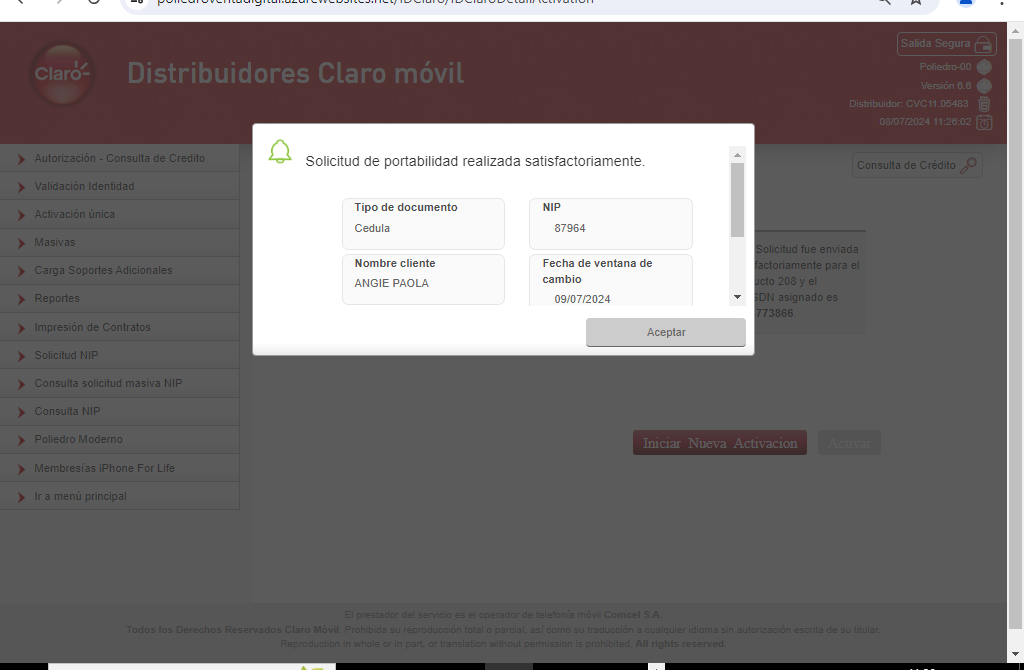 poliedroventadigital.azurewebsites.net/IDClaro/IDClaroDetailActivation
Claro
Distribuidores Claro móvil
Salida Segura
Poliedro-00
Versión 6.6
Distribuidor: CVC11.05483
08/07/2024 11:26:02
Autorización - Consulta de Credito
Validación Identidad
Activación única
Masivas
Carga Soportes Adicionales
Reportes
Impresión de Contratos
Solicitud NIP
Consulta solicitud masiva NIP
Consulta NIP
Poliedro Moderno
Membresías iPhone For Life
Ir a menú principal
Consulta de Crédito
Solicitud de portabilidad realizada satisfactoriamente.
Tipo de documento
Cedula
NIP
87964
Nombre cliente
ANGIE PAOLA
Fecha de ventana de
cambio
09/07/2024
Aceptar
Solicitud fue enviada
factoriamente para el
ucto 208 y el
SDN asignado es
773866.
Iniciar Nueva Activacion
Activar
El prestador del servicio es el operador de telefonía móvil Comcel S.A.
Todos los Derechos Reservados Claro Móvil. Prohibida su reproducción total o parcial, así como su traducción a cualquier idioma sin autorización escrita de su titular.
Reproduction in whole or in part, or translation without permission is prohibited. All rights reserved.